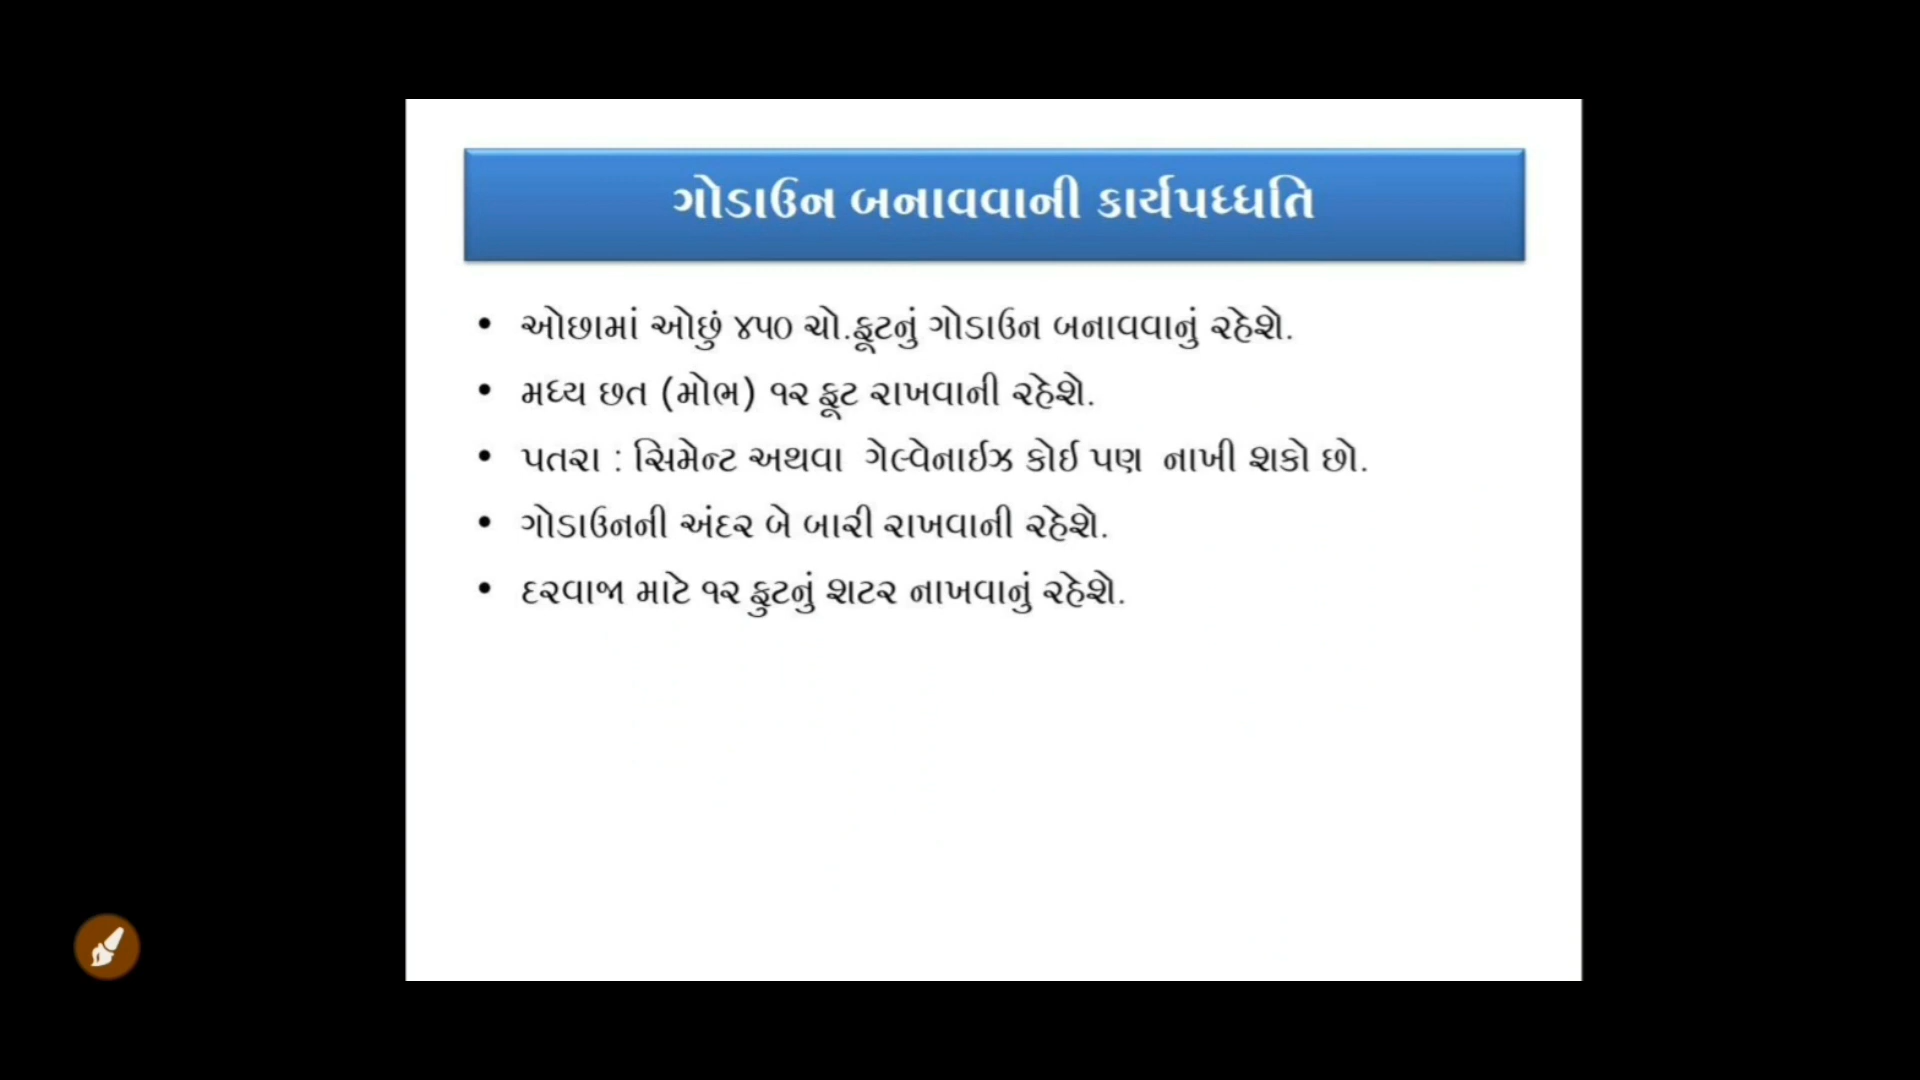 ગોડાઉન બનાવવાની કાર્યપધ્ધતિ
• ઓછામાં ઓછું ૪૫૦ ચો.ફૂટનું ગોડાઉન બનાવવાનું રહેશે.
• મધ્ય છત (મોભ) ૧૨ ફૂટ રાખવાની રહેશે.
• પતરા : સિમેન્ટ અથવા ગેલ્વેનાઈઝ કોઈ પણ નાખી શકો છો.
• ગોડાઉનની અંદર બે બારી રાખવાની રહેશે.
• દરવાજા માટે ૧૨ ફુટનું શટર નાખવાનું રહેશે.